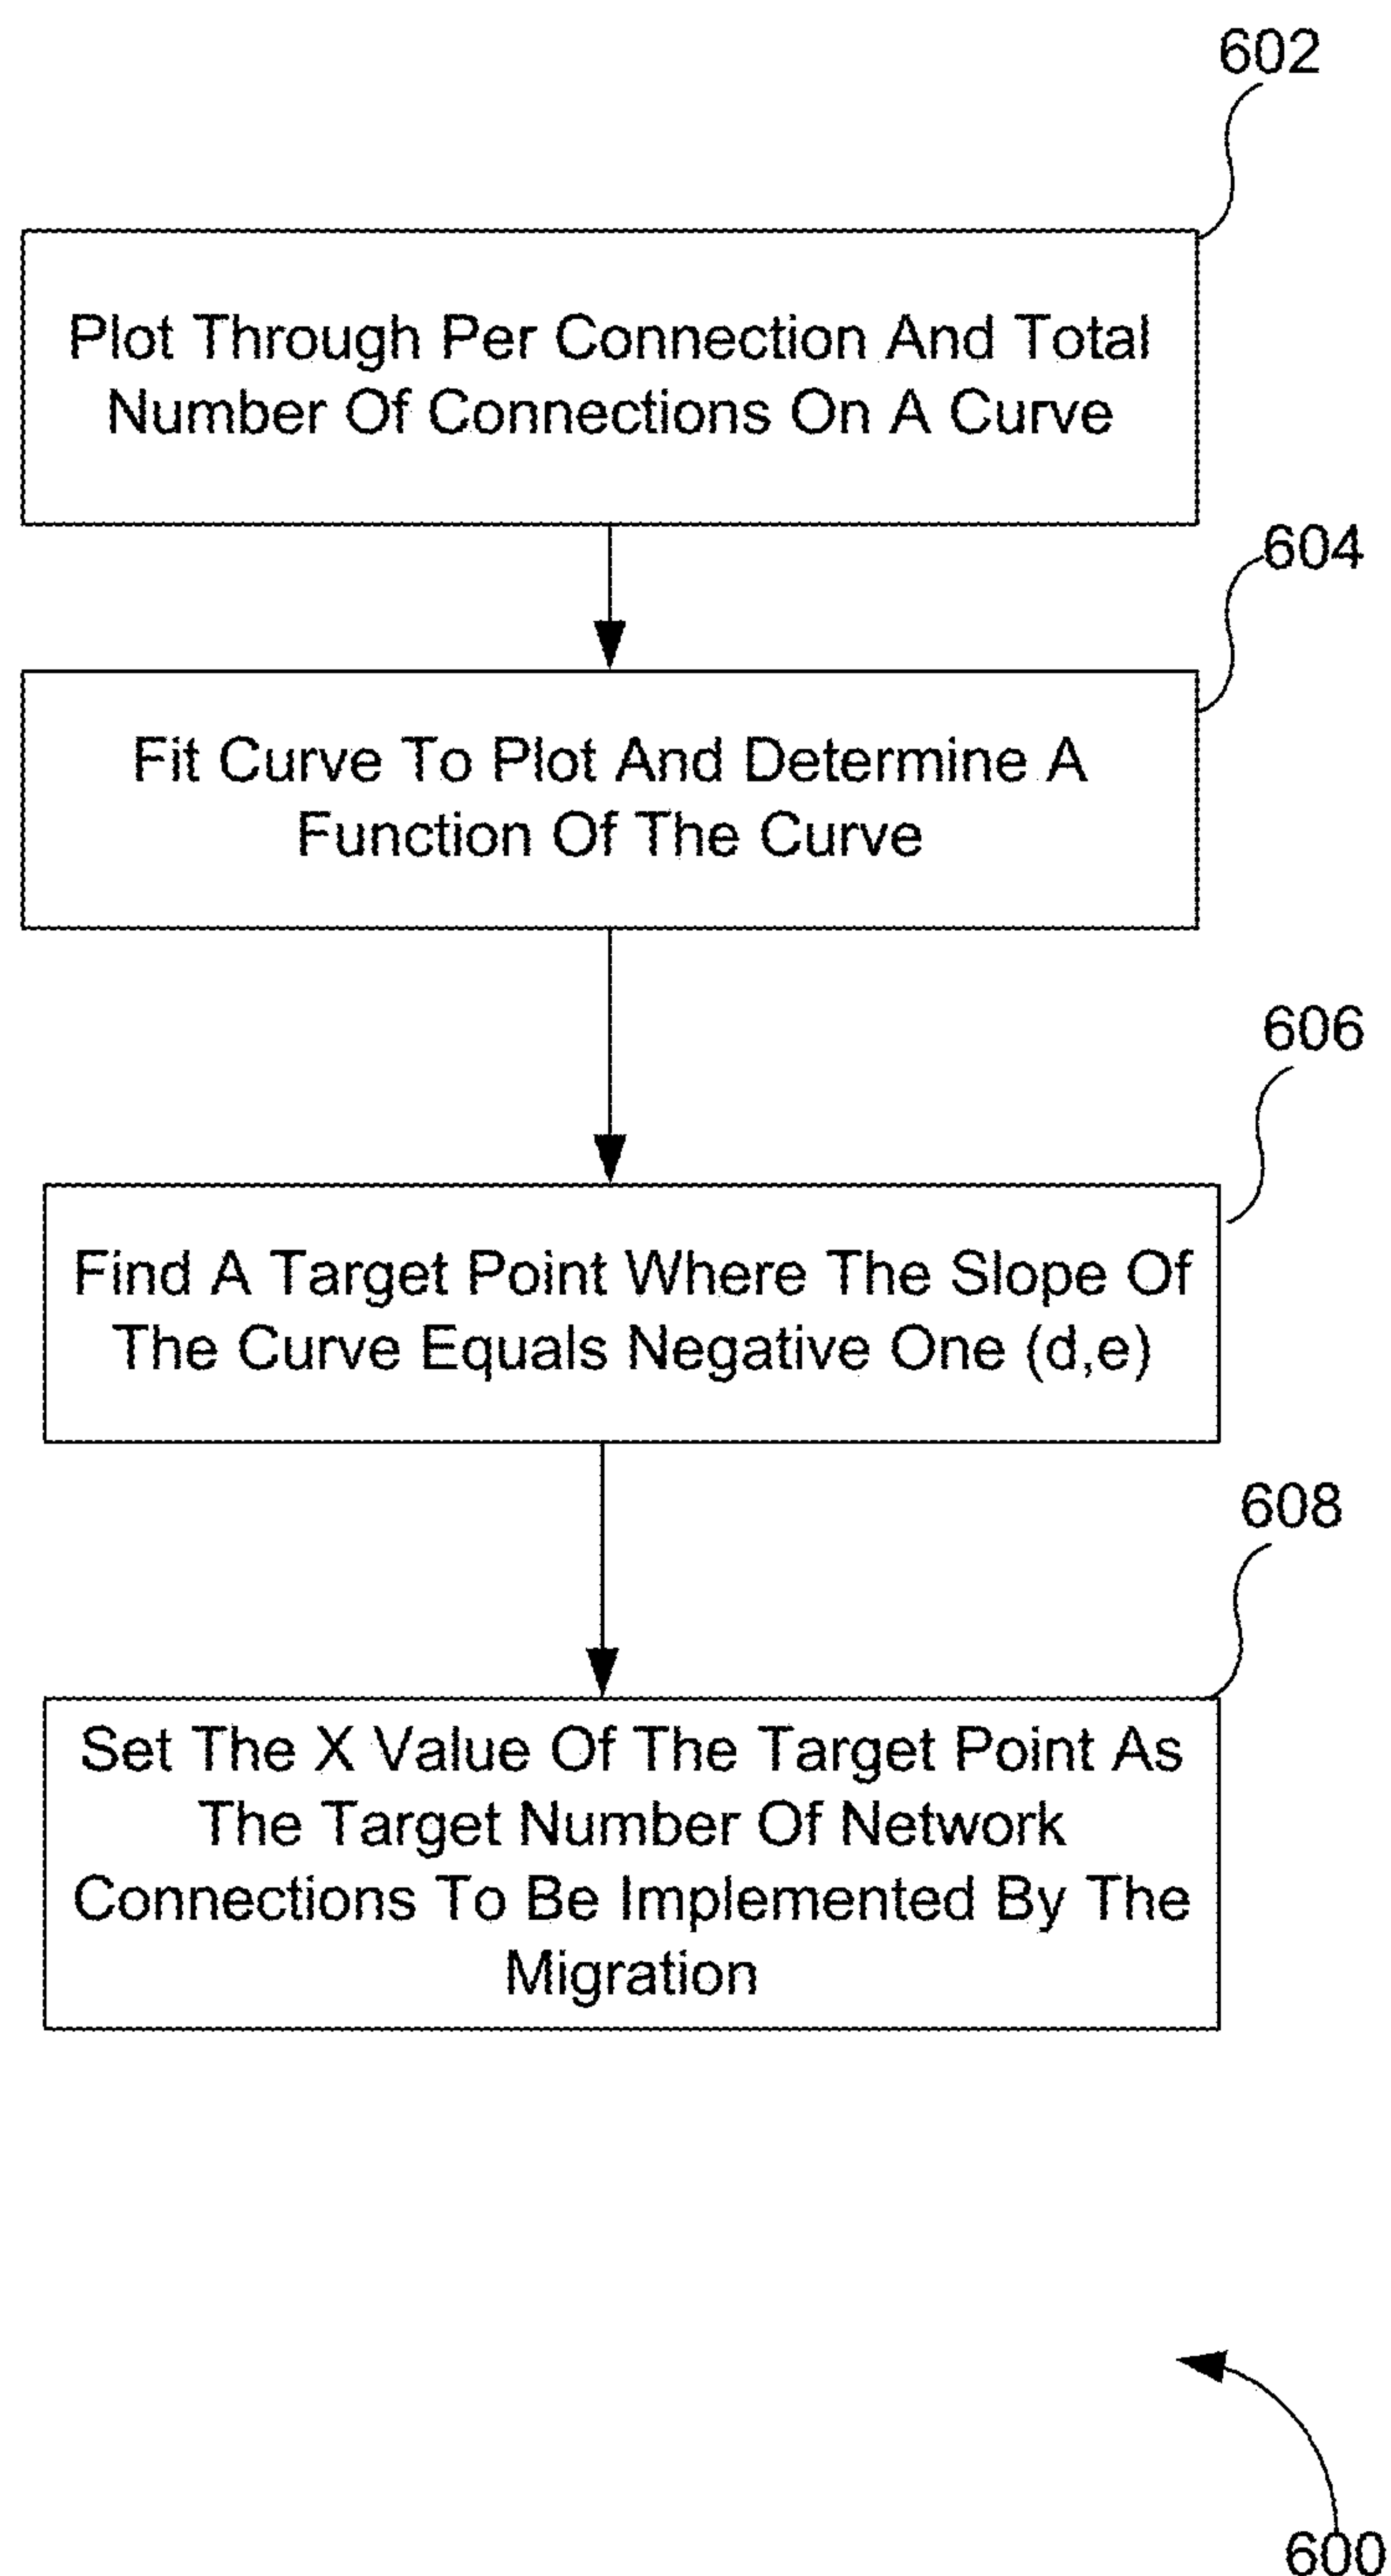 602
Plot Through Per Connection And Total
Number Of Connections On A Curve
604
Fit Curve To Plot And Determine A
Function Of The Curve
606
Find A Target Point Where The Slope Of
The Curve Equals Negative One (d,e)
608
Set The X Value Of The Target Point As
The Target Number Of Network
Connections To Be Implemented By The
Migration
600